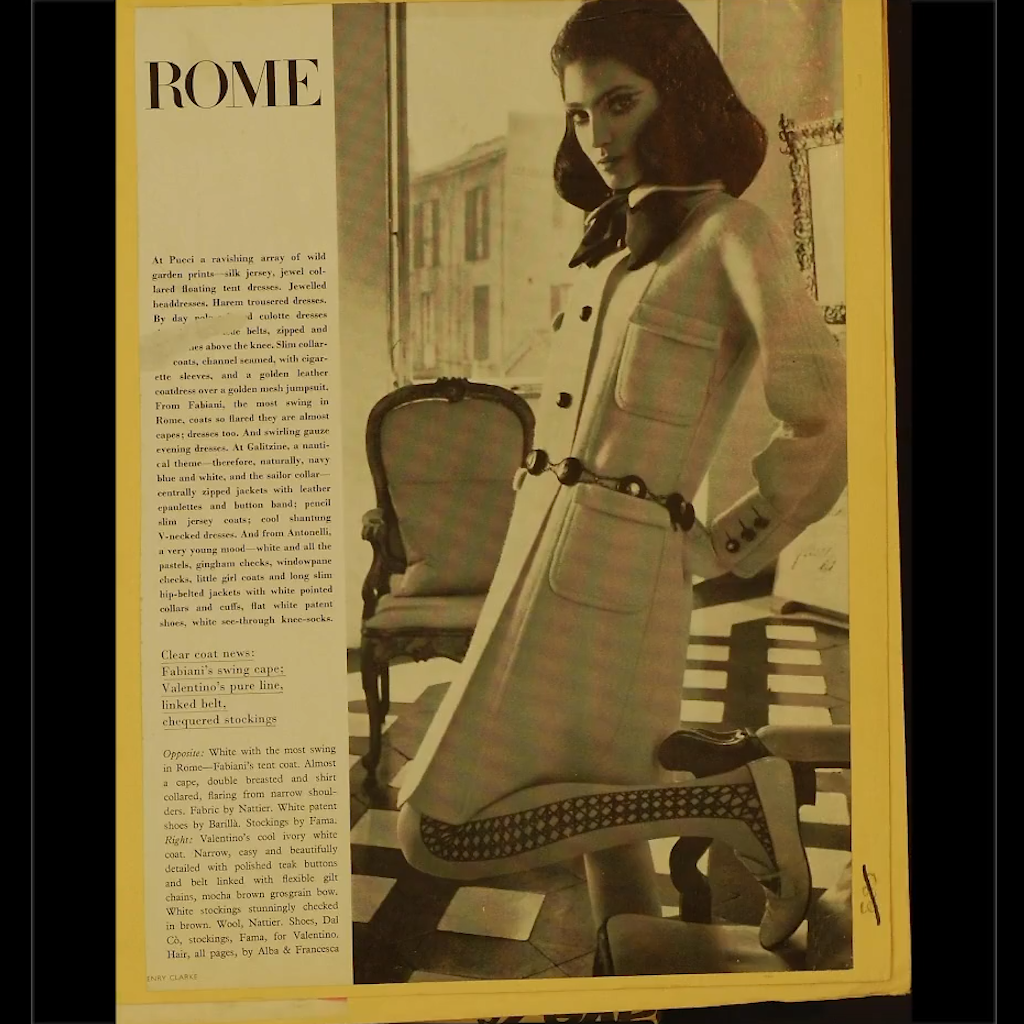 ROME
At Pucci a ravishing array of wild
garden prints—silk jersey, jewel col-
lared floating tent dresses. Jewelled
headdresses. Harem trousered dresses.
By day d culotte dresses
belts, zipped and
es above the knee. Slim collar-
coats, channel seamed, with cigar-
ette sleeves, and a golden leather
coatdress over a golden mesh jumpsuit.
From Fabiani, the most swing in
Rome, coats so flared they are almost
capes; dresses too. And swirling gauze
evening dresses. At Galitzine, a nauti-
cal theme—therefore, naturally, navy
blue and white, and the sailor collar—
centrally zipped jackets with leather
epaulettes and button band; pencil
slim jersey coats; cool shantung
V-necked dresses. And from Antonelli,
a very young mood—white and all the
pastels, gingham checks, windowpane
checks, little girl coats and long slim
hip-belted jackets with white pointed
collars and cuffs, flat white patent
shoes, white see-through knee-socks.
Clear coat news:
Fabiani's swing cape;
Valentino's pure line,
linked belt,
chequered stockings
Opposite: White with the most swing
in Rome—Fabiani's tent coat. Almost
a cape, double breasted and shirt
collared, flaring from narrow shoul-
ders. Fabric by Nattier. White patent
shoes by Barillà. Stockings by Fama.
Right: Valentino's cool ivory white
coat. Narrow, easy and beautifully
detailed with polished teak buttons
and belt linked with flexible gilt
chains, mocha brown grosgrain bow.
White stockings stunningly checked
in brown. Wool, Nattier. Shoes, Dal
Cò, stockings, Fama, for Valentino.
Hair, all pages, by Alba & Francesca
ENRY CLARKE